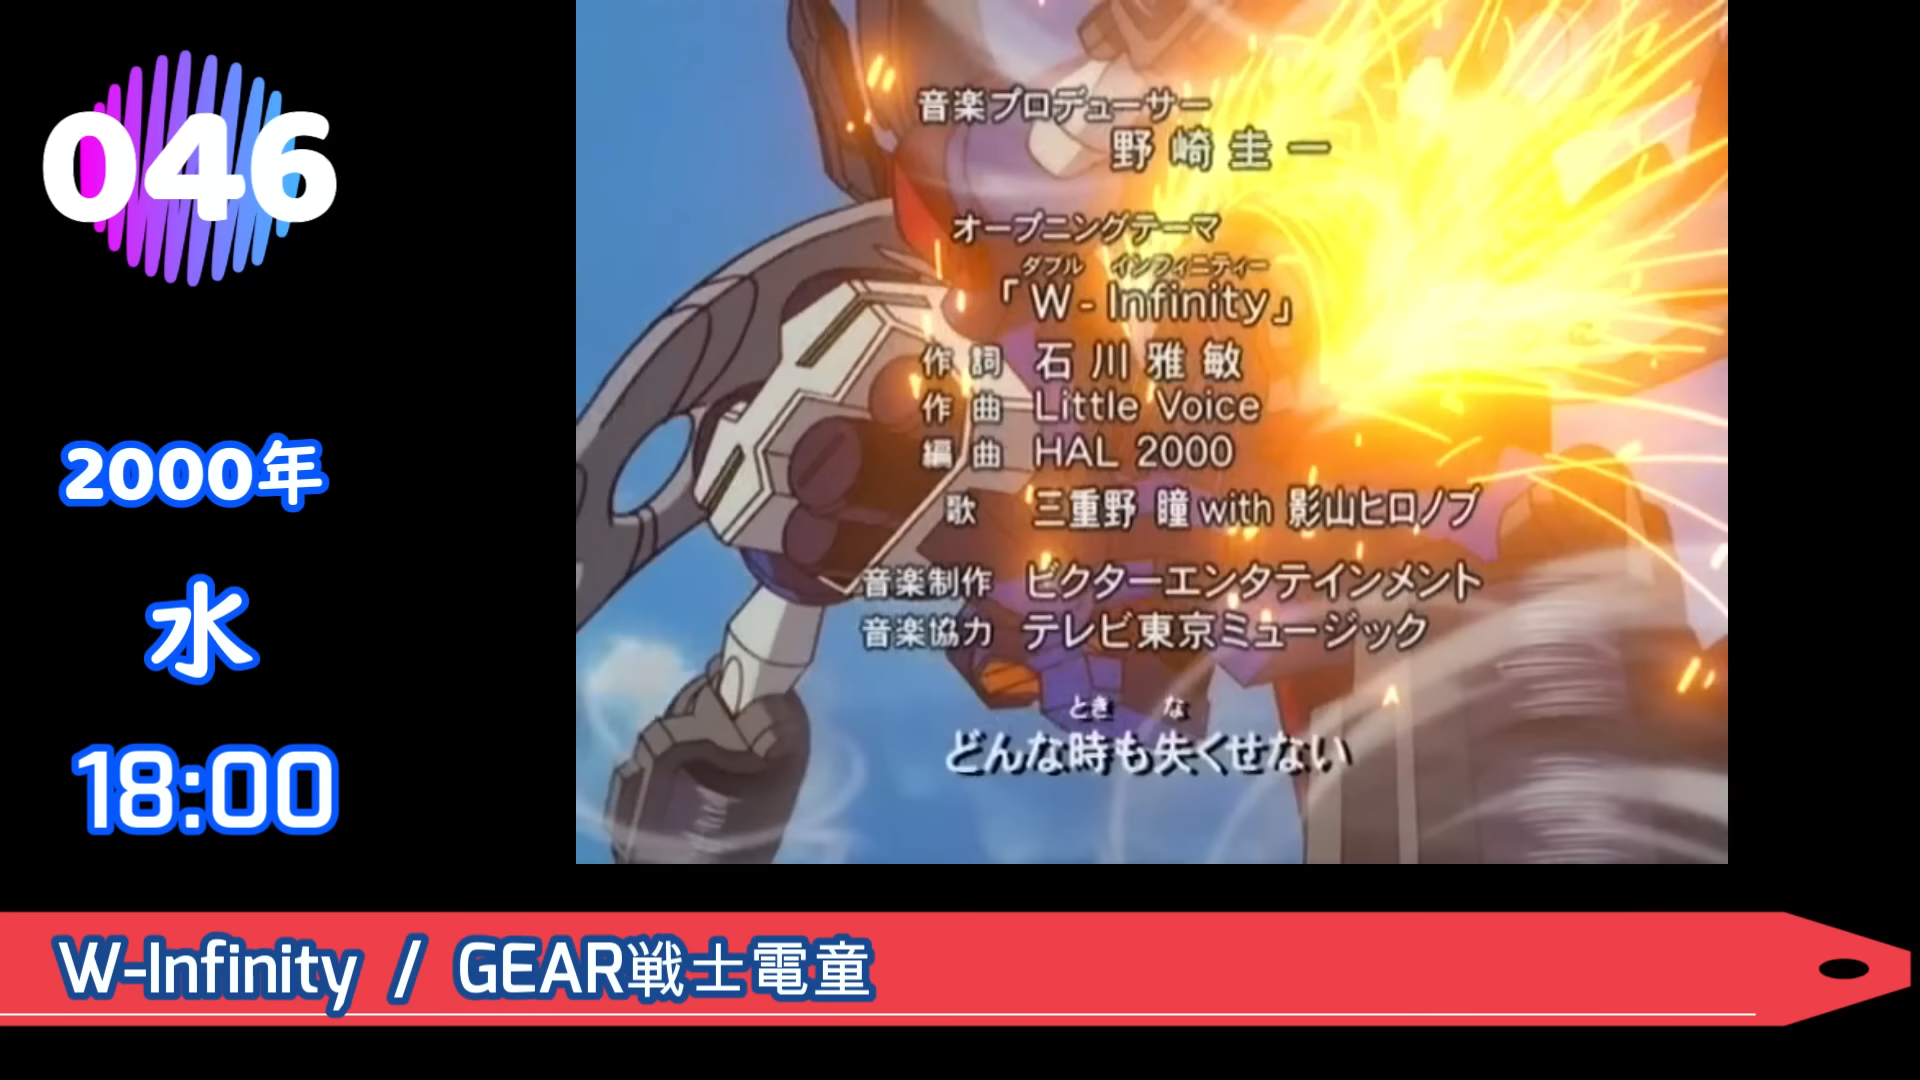 046
2000年
水
18:00
音楽プロデューサー
野崎圭一
オープニングテーマ
ダブル インフィニティー
「W-Infinity」
作詞 石川雅敏
作曲 Little Voice
編曲 HAL 2000
歌 三重野 瞳 with 影山ヒロノブ
音楽制作 ビクターエンタテインメント
音楽協力 テレビ東京ミュージック
とき な
どんな時も失くせない
W-Infinity / GEAR戦士電童